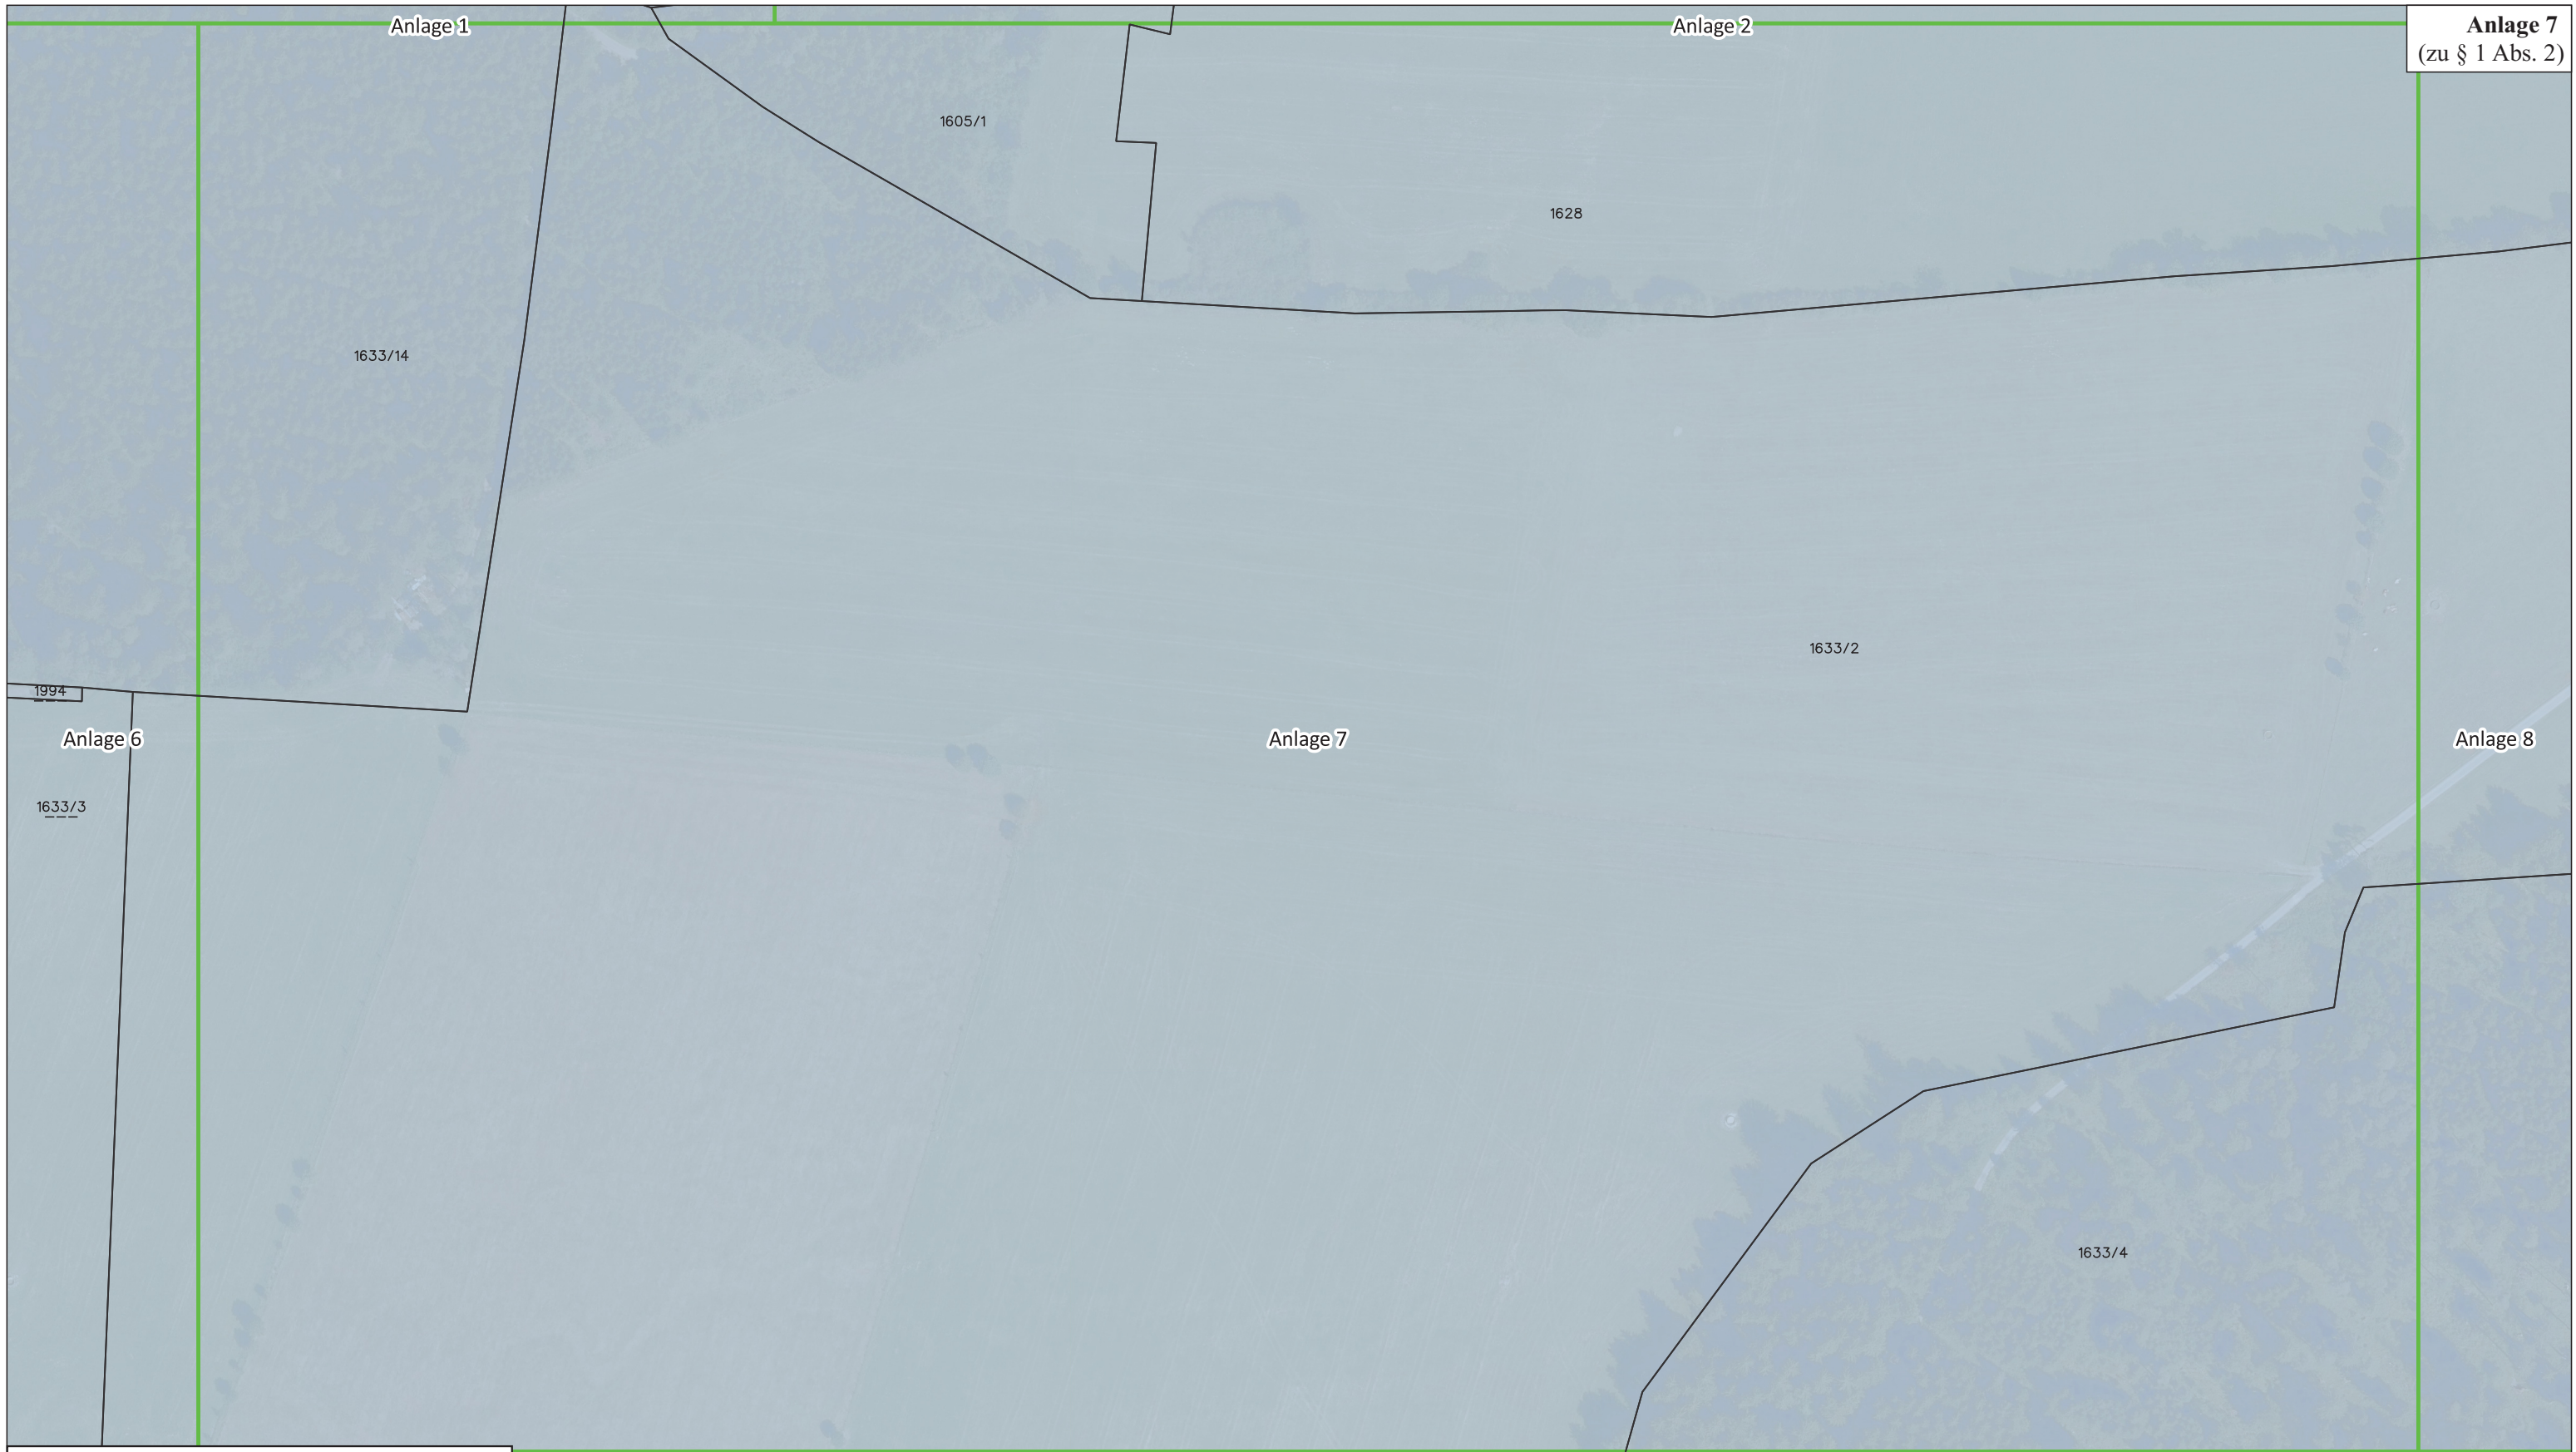 Anlage 1
Anlage 2
Anlage 7
(zu § 1 Abs. 2)
1605/1
1628
1633/14
1633/2
1994
Anlage 6
Anlage 7
Anlage 8
1633/3
1633/4